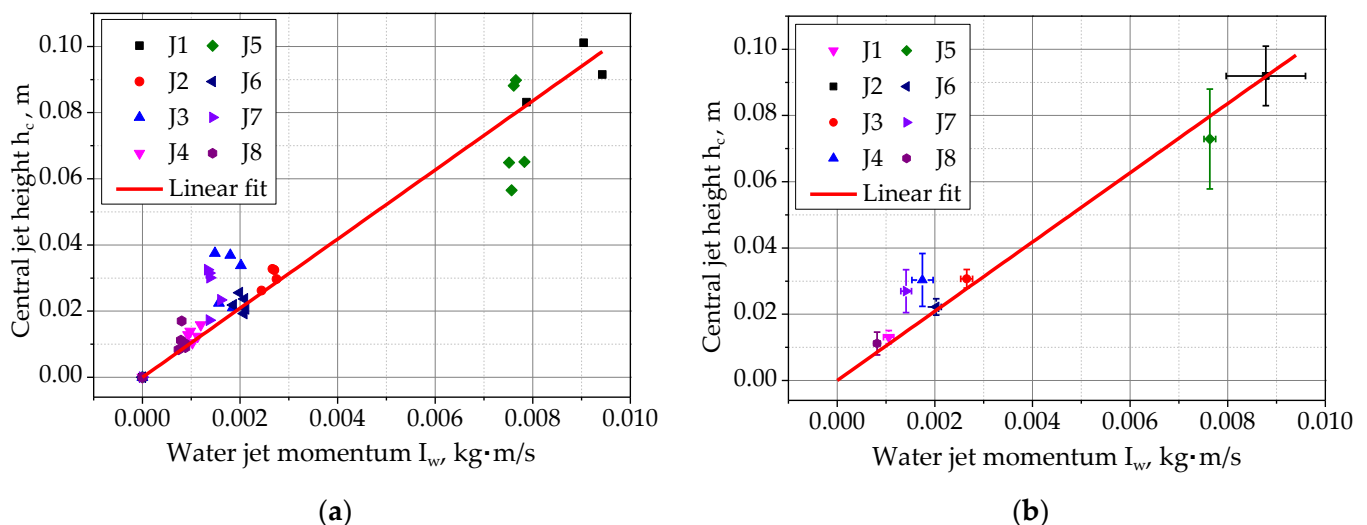 Central jet height h_c, m
0.10
0.08
0.06
0.04
0.02
0.00
J1 J5
J2 J6
J3 J7
J4 J8
Linear fit
0.000 0.002 0.004 0.006 0.008 0.010
Water jet momentum I_w, kg·m/s
(a)
Central jet height h_c, m
0.10
0.08
0.06
0.04
0.02
0.00
J1 J5
J2 J6
J3 J7
J4 J8
Linear fit
0.000 0.002 0.004 0.006 0.008 0.010
Water jet momentum I_w, kg·m/s
(b)